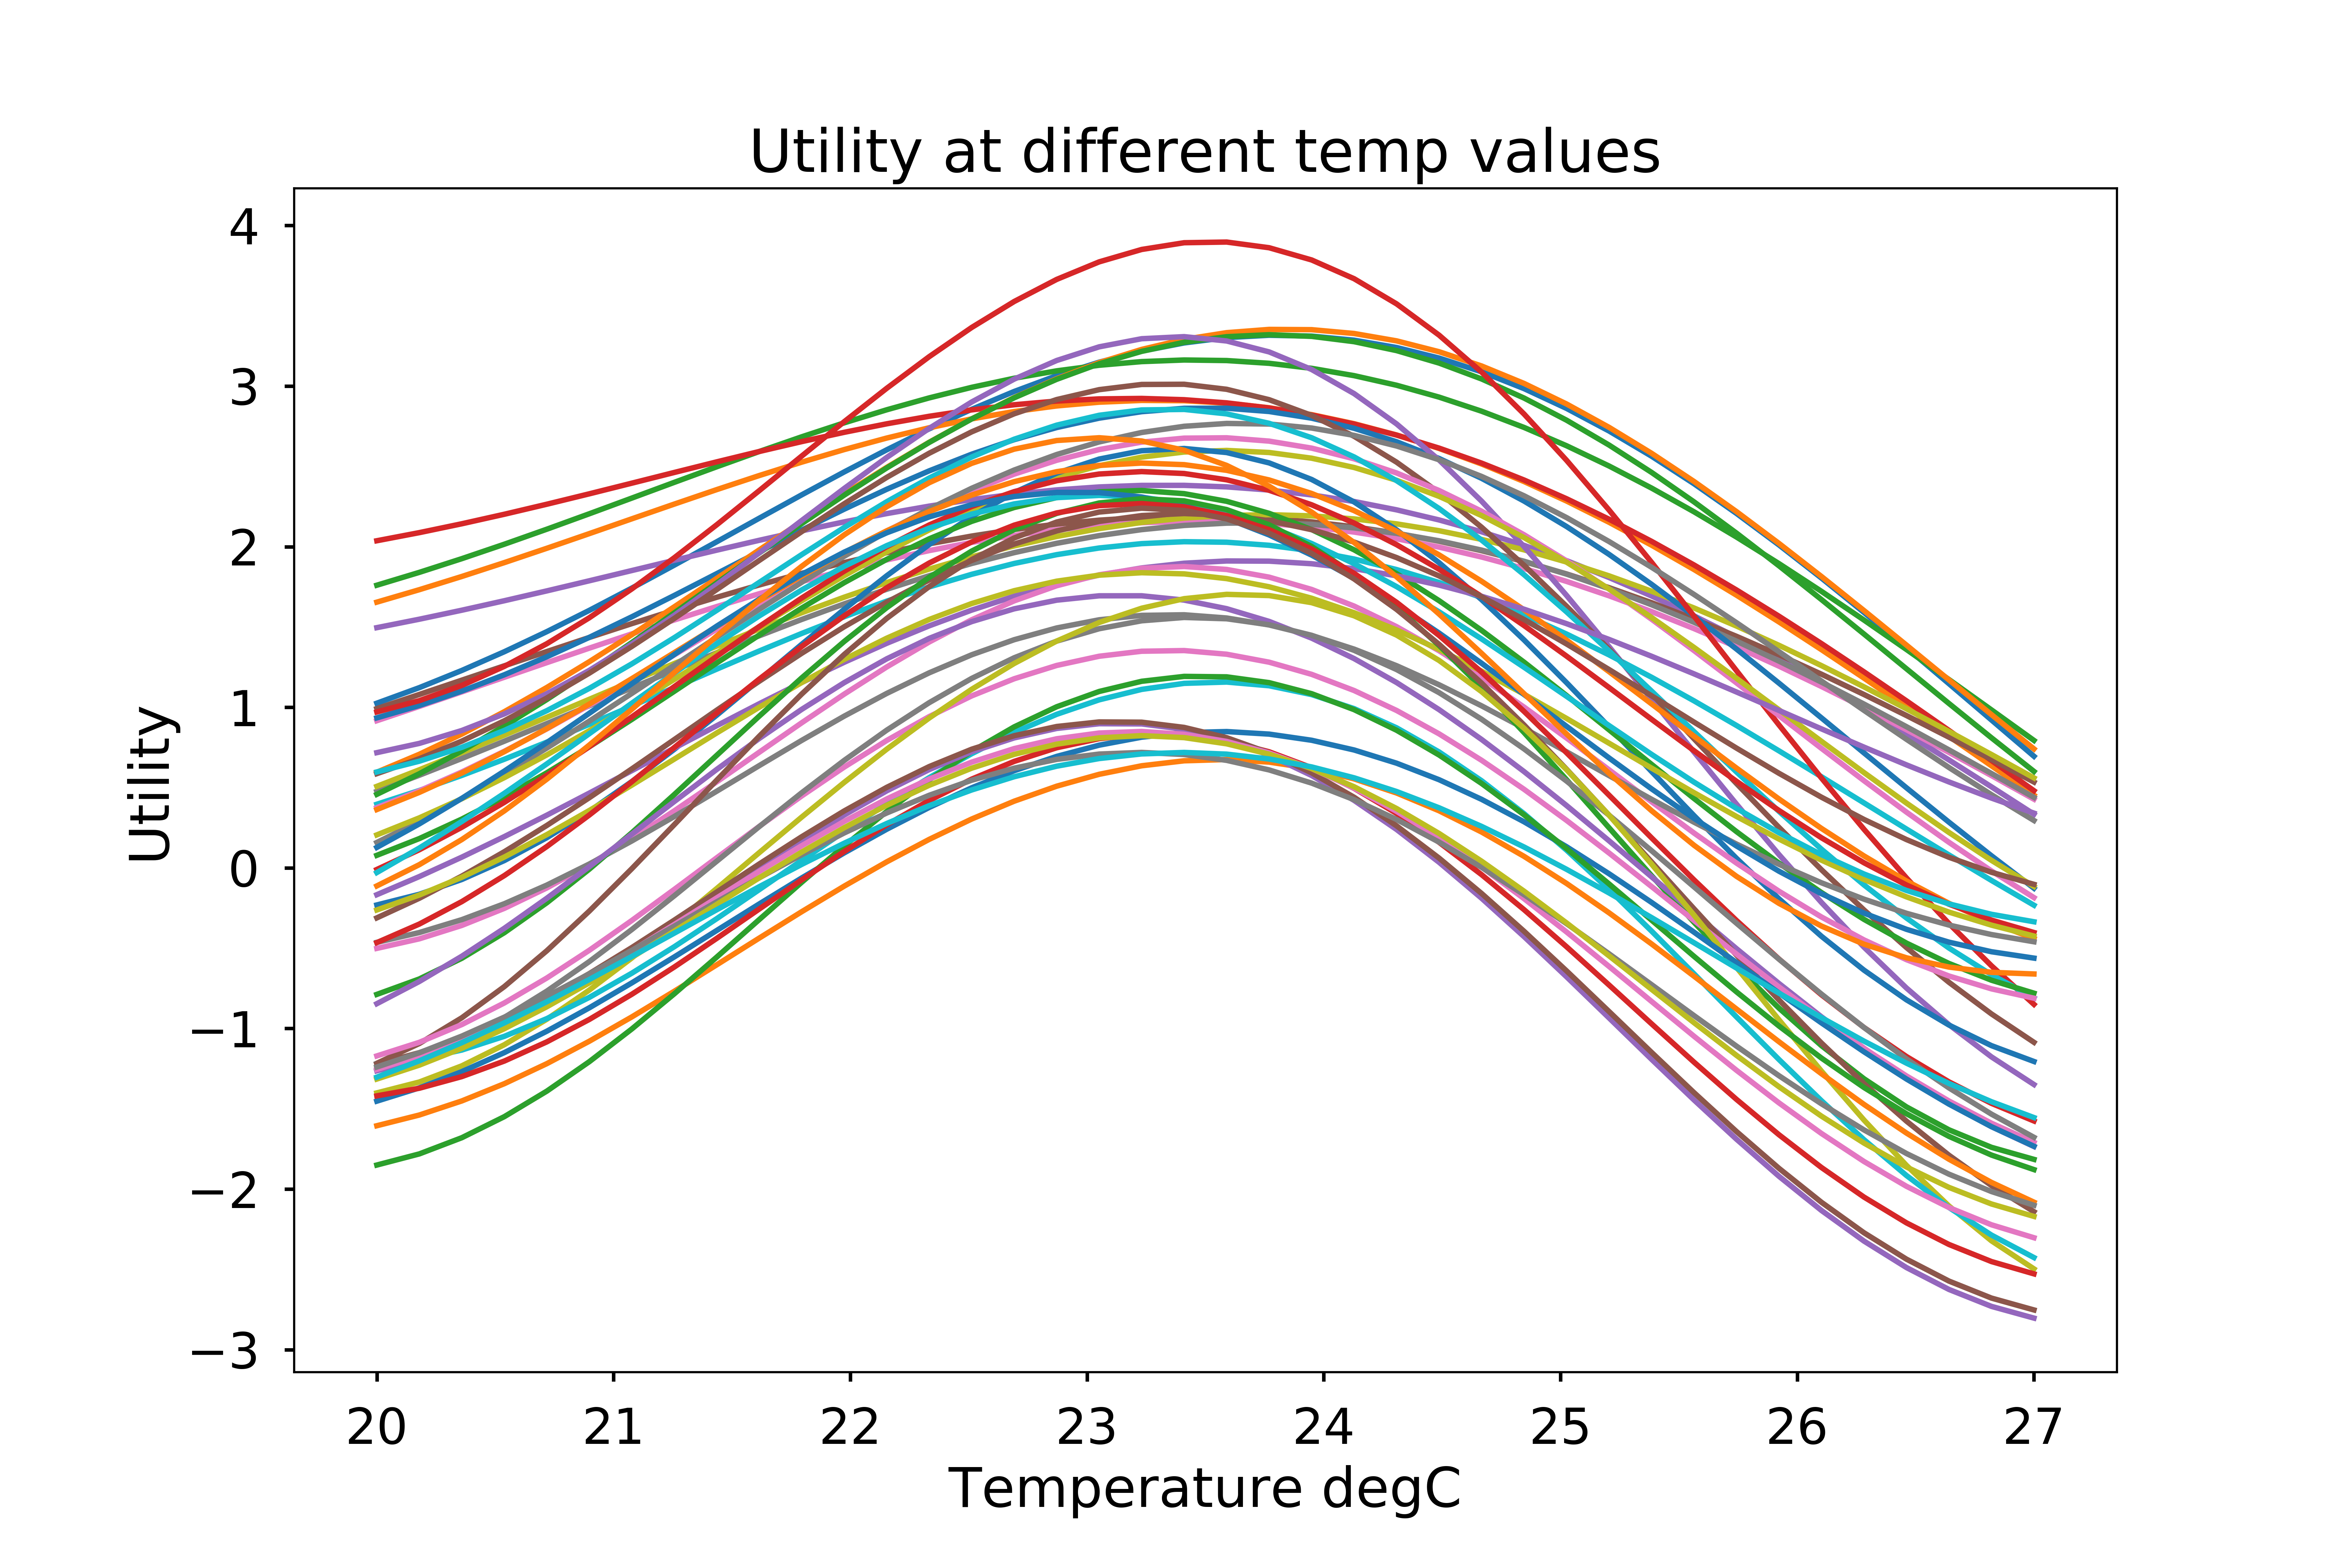 Utility at different temp values
4
3
2
1
0
−1
−2
−3
Utility
20 21 22 23 24 25 26 27
Temperature degC